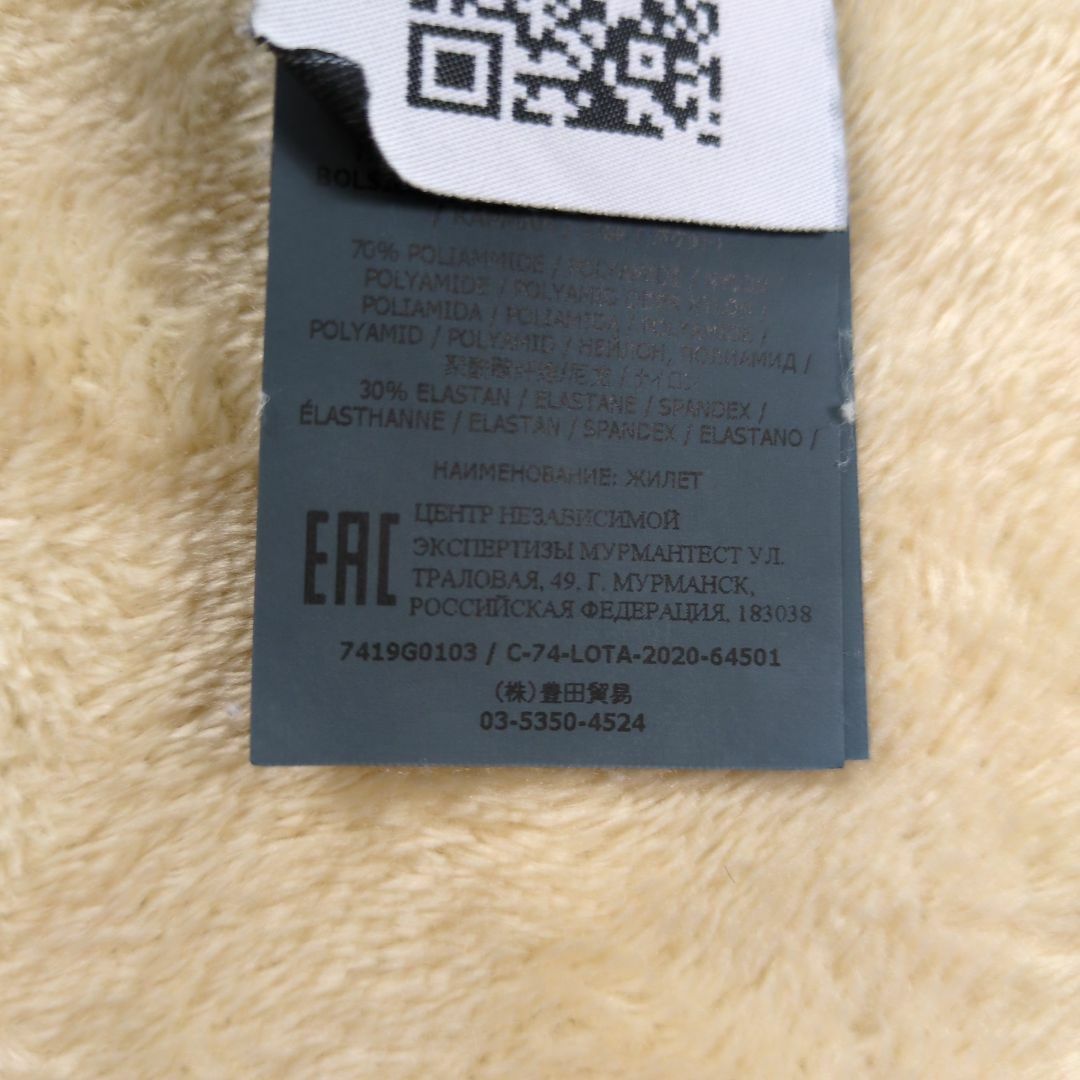 70% POLIAMMIDE / POLYAMIDE /
POLYAMIDE / POLYAMID / NYLON /
POLIAMIDA / POLIAMIDA / POLYAMIDE /
POLYAMID / POLYAMID / НЕЙЛОН, ПОЛИАМИД /
30% ELASTAN / ELASTANE / SPANDEX /
ÉLASTHANNE / ELASTAN / SPANDEX / ELASTANO /
НАИМЕНОВАНИЕ: ЖИЛЕТ
EAC
ЦЕНТР НЕЗАВИСИМОЙ
ЭКСПЕРТИЗЫ МУРМАНТЕСТ УЛ.
ТРАЛОВАЯ, 49. Г. МУРМАНСК,
РОССИЙСКАЯ ФЕДЕРАЦИЯ, 183038
7419G0103 / C-74-LOTA-2020-64501
(株)豊田貿易
03-5350-4524